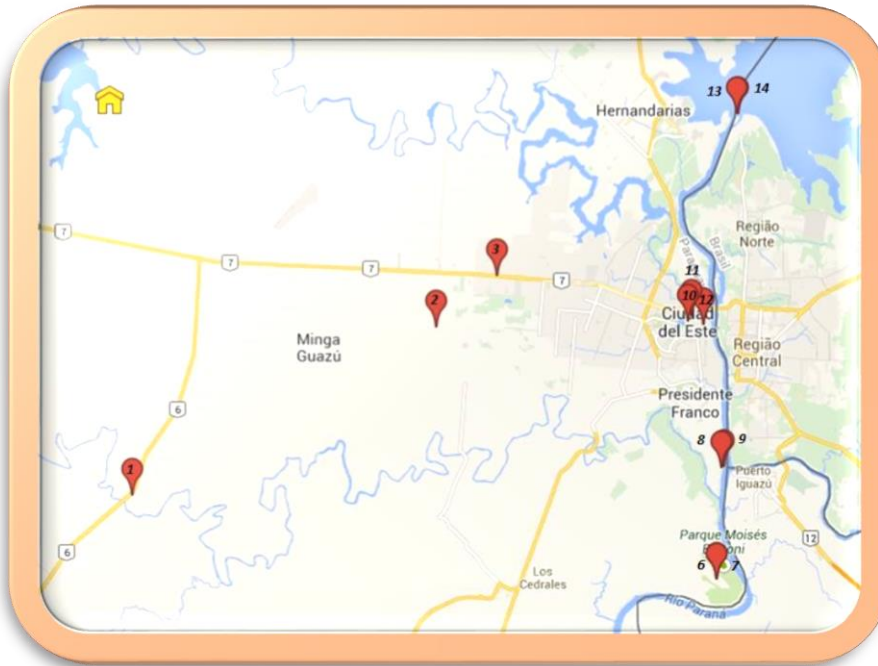 13 14
Hernandarias
7
Região
Norte
Brasil
3
7
7
7
11
2
10
12
Ciudad
del Este
Minga
Guazú
Região
Central
Presidente
Franco
6
8
9
1
Puerto
Iguazú
Parque Moisés
6
7
12
6
Los
Cedrales
Río Paraná